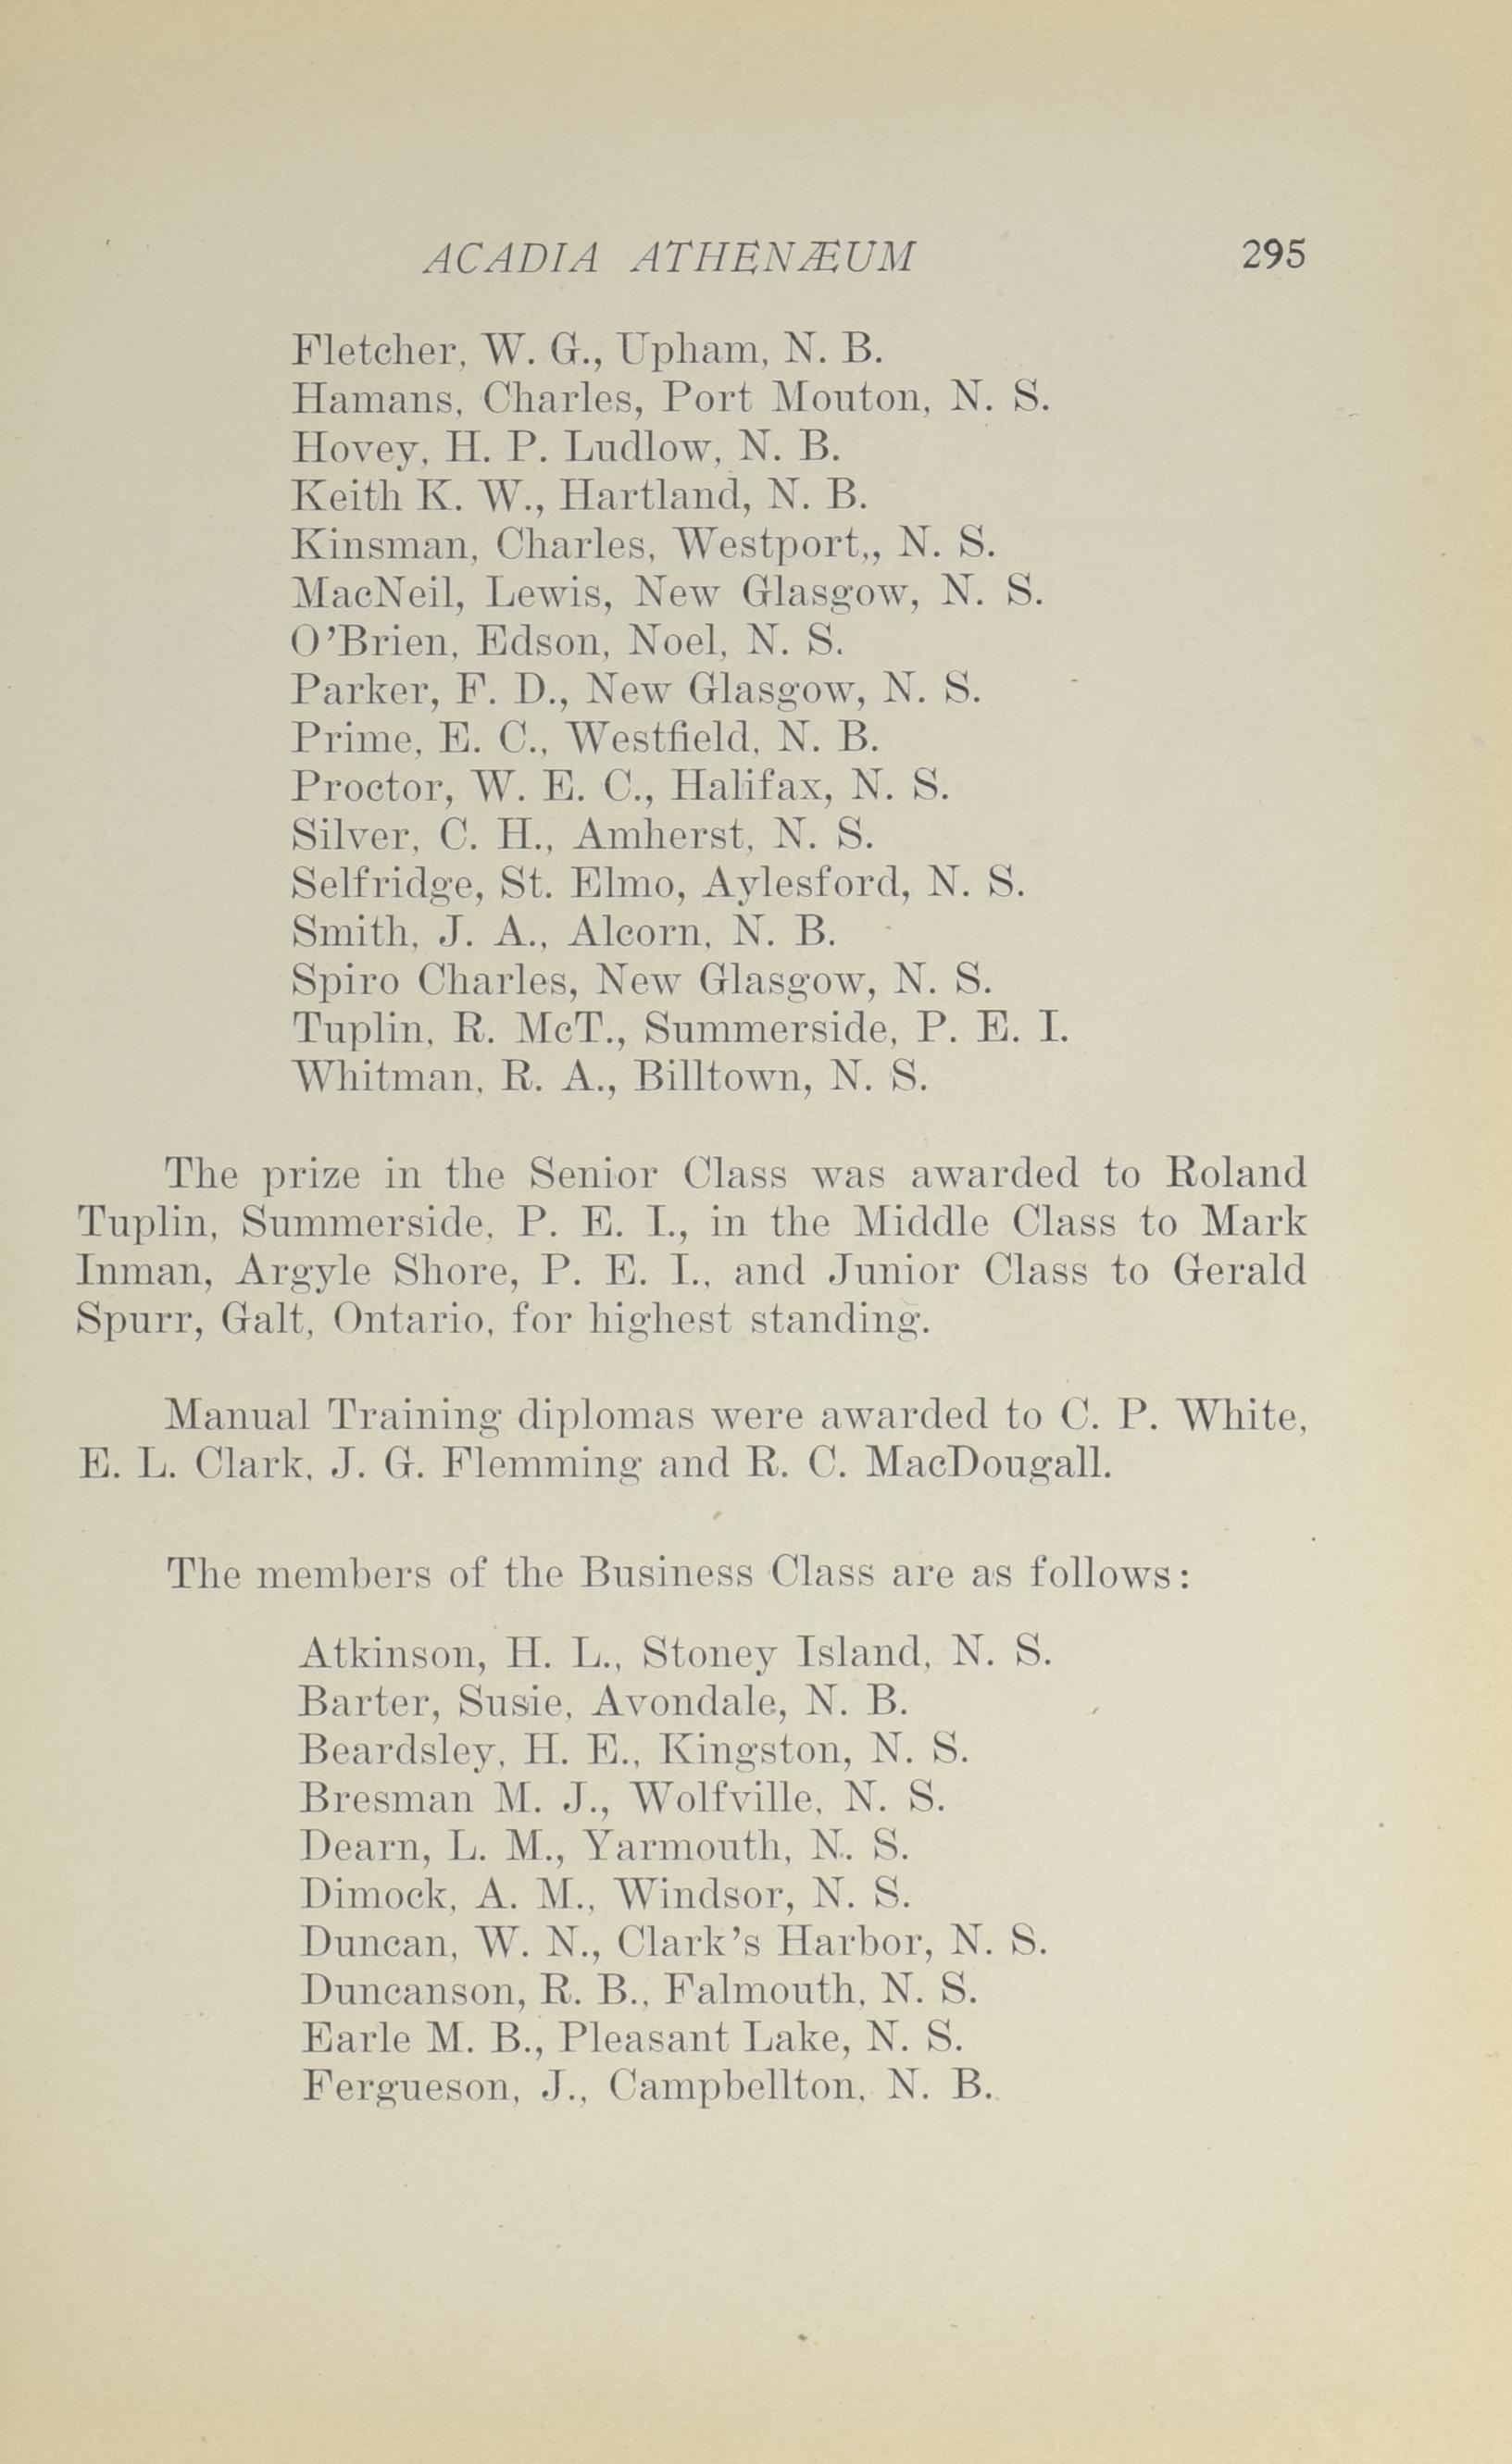 ACADIA ATHENÆUM 295
Fletcher, W. G., Upham, N. B.
Hamans, Charles, Port Mouton, N. S.
Hovey, H. P. Ludlow, N. B.
Keith K. W., Hartland, N. B.
Kinsman, Charles, Westport,, N. S.
MacNeil, Lewis, New Glasgow, N. S.
O'Brien, Edson, Noel, N. S.
Parker, F. D., New Glasgow, N. S.
Prime, E. C., Westfield, N. B.
Proctor, W. E. C., Halifax, N. S.
Silver, C. H., Amherst, N. S.
Selfridge, St. Elmo, Aylesford, N. S.
Smith, J. A., Alcorn, N. B.
Spiro Charles, New Glasgow, N. S.
Tuplin, R. McT., Summerside, P. E. I.
Whitman, R. A., Billtown, N. S.
The prize in the Senior Class was awarded to Roland
Tuplin, Summerside, P. E. I., in the Middle Class to Mark
Inman, Argyle Shore, P. E. I., and Junior Class to Gerald
Spurr, Galt, Ontario, for highest standing.
Manual Training diplomas were awarded to C. P. White,
E. L. Clark, J. G. Flemming and R. C. MacDougall.
The members of the Business Class are as follows:
Atkinson, H. L., Stoney Island, N. S.
Barter, Susie, Avondale, N. B.
Beardsley, H. E., Kingston, N. S.
Bresman M. J., Wolfville, N. S.
Dearn, L. M., Yarmouth, N. S.
Dimock, A. M., Windsor, N. S.
Duncan, W. N., Clark's Harbor, N. S.
Duncanson, R. B., Falmouth, N. S.
Earle M. B., Pleasant Lake, N. S.
Fergueson, J., Campbellton, N. B.